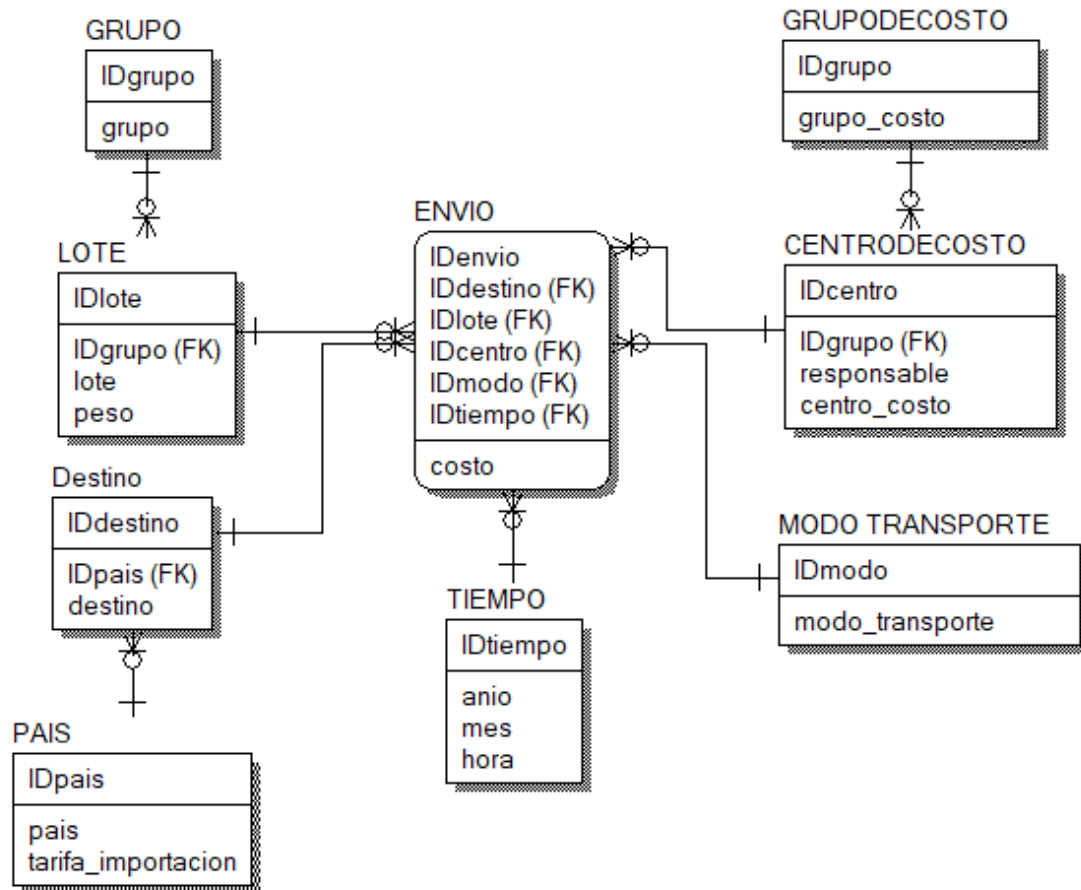 GRUPO
IDgrupo
grupo
LOTE
IDlote
IDgrupo (FK)
lote
peso
Destino
IDdestino
IDpais (FK)
destino
PAIS
IDpais
pais
tarifa_importacion
ENVIO
IDenvio
IDdestino (FK)
IDlote (FK)
IDcentro (FK)
IDmodo (FK)
IDtiempo (FK)
costo
TIEMPO
IDtiempo
anio
mes
hora
GRUPODECOSTO
IDgrupo
grupo_costo
CENTRODECOSTO
IDcentro
IDgrupo (FK)
responsable
centro_costo
MODO TRANSPORTE
IDmodo
modo_transporte